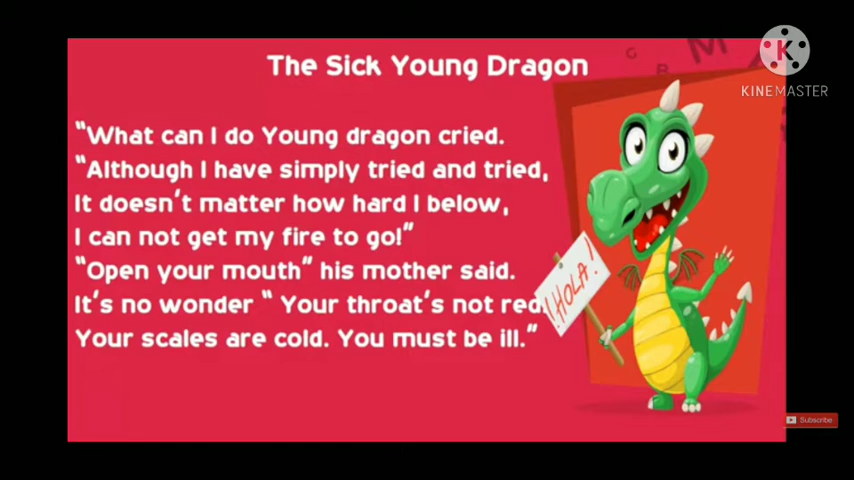 The Sick Young Dragon
KINEMASTER
"What can I do Young dragon cried.
"Although I have simply tried and tried,
It doesn't matter how hard I below,
I can not get my fire to go!"
"Open your mouth" his mother said.
It's no wonder " Your throat's not red.
Your scales are cold. You must be ill."
¡HOLA!
Subscribe